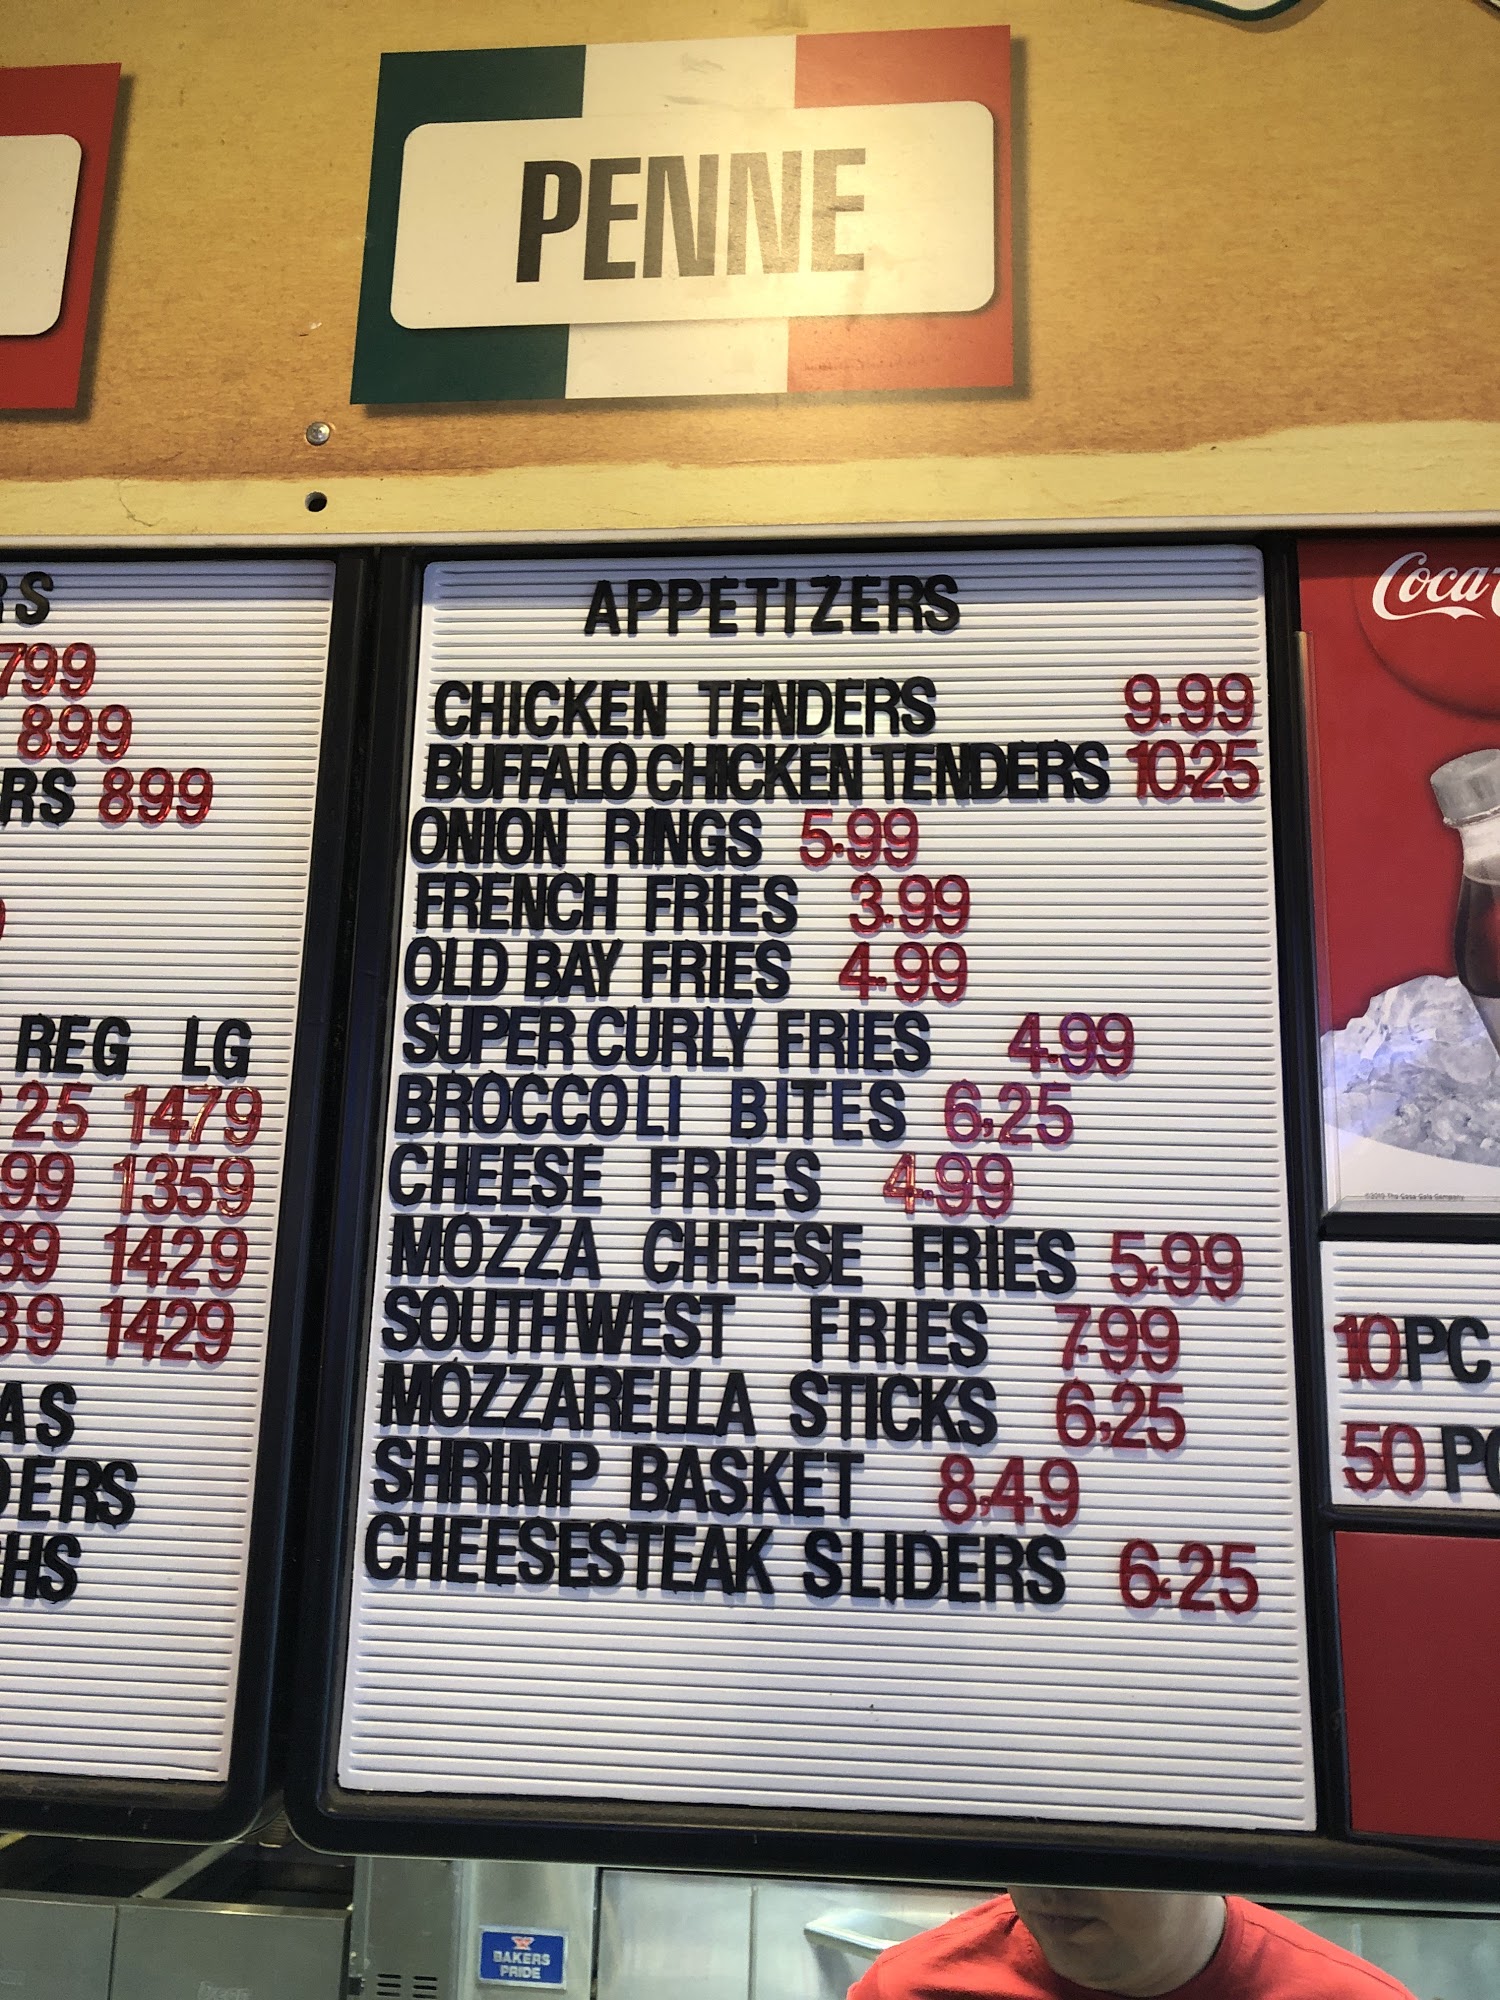 PENNE
RS
799
899
RS 899
REG LG
25 1479
99 1359
89 1429
39 1429
AS
DERS
HS
APPETIZERS
CHICKEN TENDERS 9.99
BUFFALO CHICKEN TENDERS 10.25
ONION RINGS 5.99
FRENCH FRIES 3.99
OLD BAY FRIES 4.99
SUPER CURLY FRIES 4.99
BROCCOLI BITES 6,25
CHEESE FRIES 4.99
MOZZA CHEESE FRIES 5.99
SOUTHWEST FRIES 7.99
MOZZARELLA STICKS 6,25
SHRIMP BASKET 8.49
CHEESESTEAK SLIDERS 6.25
Coca-
10 PC
50 PC
BAKERS
PRIDE